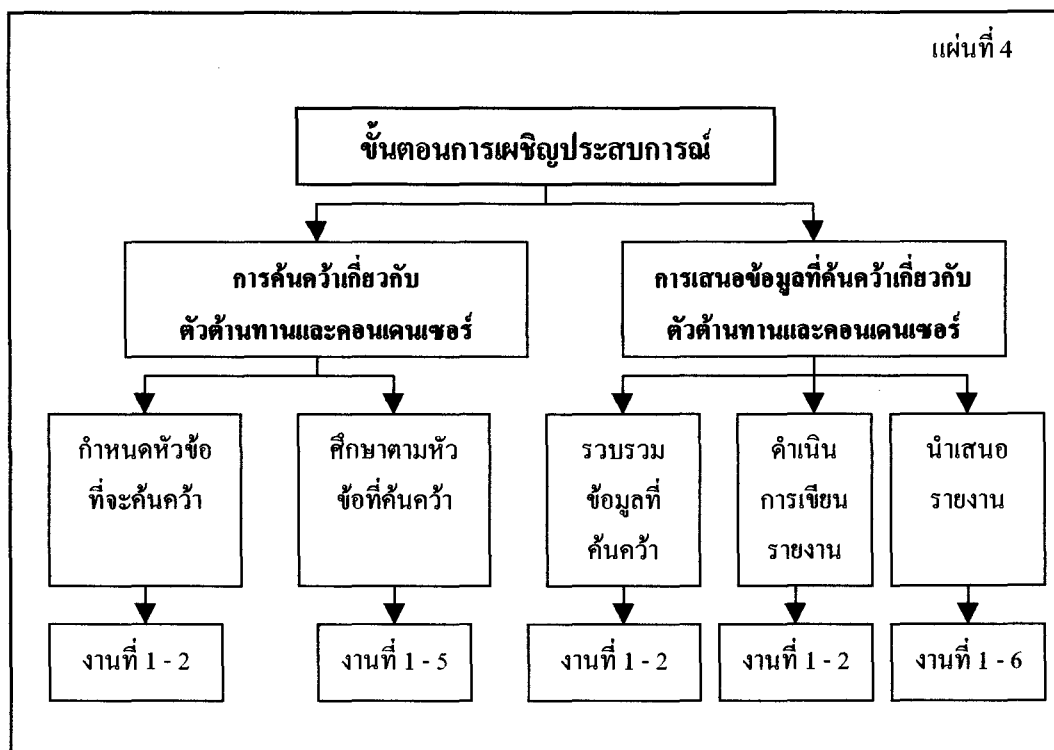 แผ่นที่ 4
ขั้นตอนการเผชิญประสบการณ์
การค้นคว้าเกี่ยวกับ
ตัวต้านทานและคอนเดนเซอร์
การเสนอข้อมูลที่ค้นคว้าเกี่ยวกับ
ตัวต้านทานและคอนเดนเซอร์
กำหนดหัวข้อ
ที่จะค้นคว้า
ศึกษาตามหัว
ข้อที่ค้นคว้า
รวบรวม
ข้อมูลที่
ค้นคว้า
ดำเนิน
การเขียน
รายงาน
นำเสนอ
รายงาน
งานที่ 1 - 2
งานที่ 1 - 5
งานที่ 1 - 2
งานที่ 1 - 2
งานที่ 1 - 6